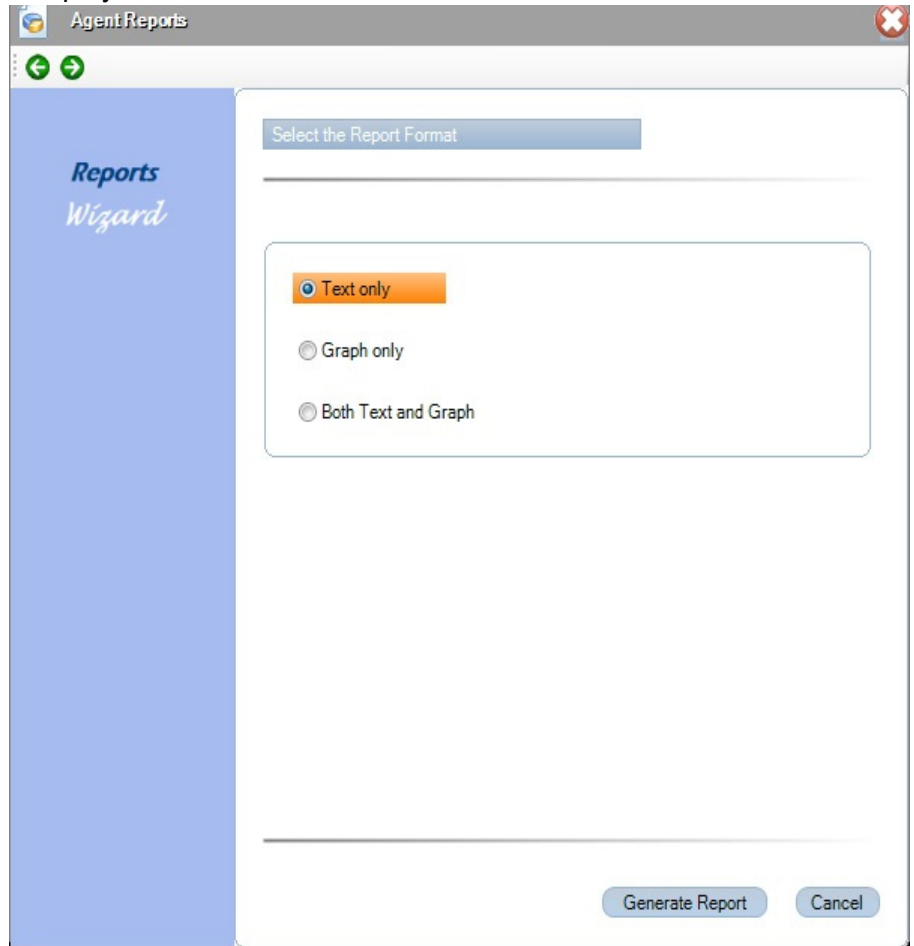 Agent Reports
Select the Report Format
Reports
Wizard
Text only
Graph only
Both Text and Graph
Generate Report
Cancel